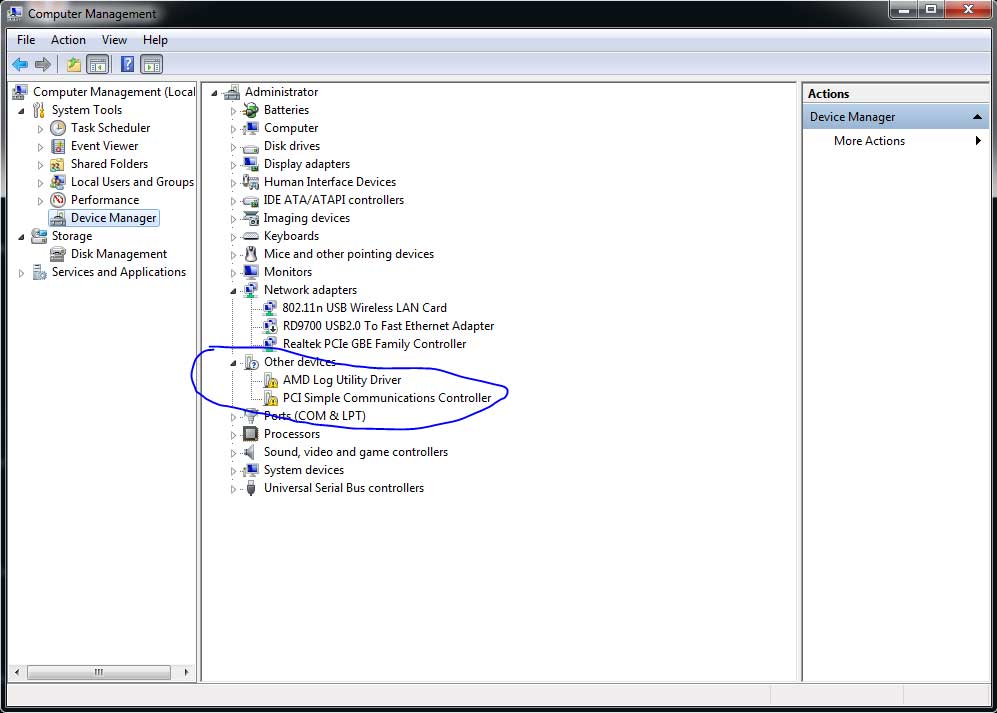 Computer Management
File Action View Help
Computer Management (Local
System Tools
Task Scheduler
Event Viewer
Shared Folders
Local Users and Groups
Performance
Device Manager
Storage
Disk Management
Services and Applications
Administrator
Batteries
Computer
Disk drives
Display adapters
Human Interface Devices
IDE ATA/ATAPI controllers
Imaging devices
Keyboards
Mice and other pointing devices
Monitors
Network adapters
802.11n USB Wireless LAN Card
RD9700 USB2.0 To Fast Ethernet Adapter
Realtek PCIe GBE Family Controller
Other devices
AMD Log Utility Driver
PCI Simple Communications Controller
Ports (COM & LPT)
Processors
Sound, video and game controllers
System devices
Universal Serial Bus controllers
Actions
Device Manager
More Actions